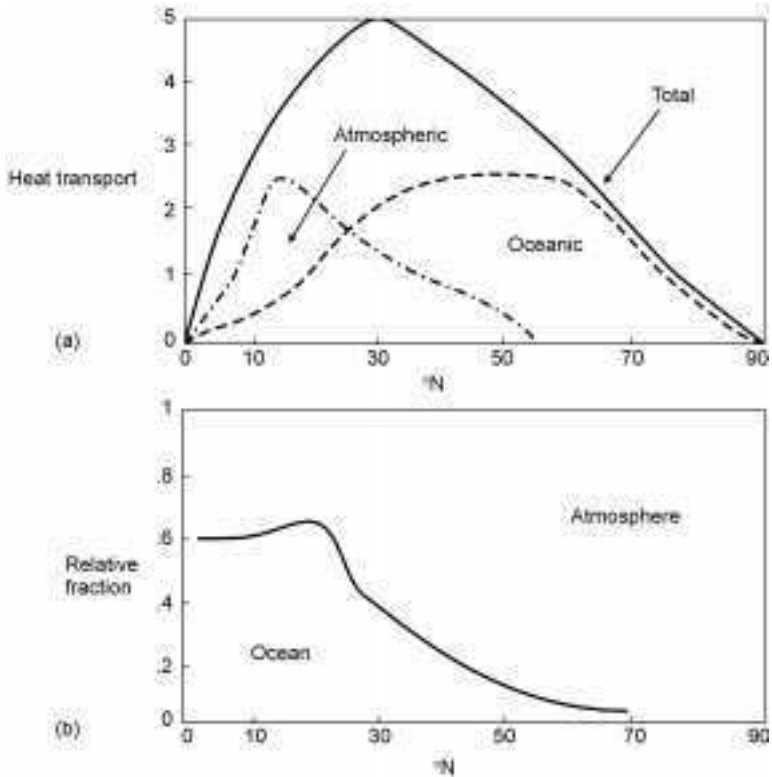 5
4
3
2
1
0
Heat transport
Total
Atmospheric
Oceanic
(a)
0 10 30 50 70 90
°N
1
.8
.6
.4
.2
0
Relative
fraction
Atmosphere
Ocean
(b)
0 10 30 50 70 90
°N